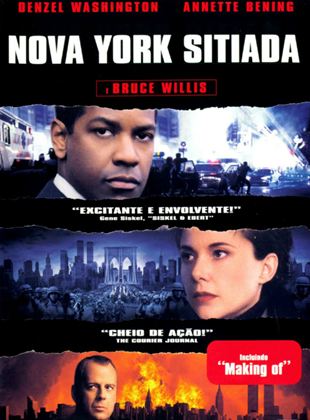 DENZEL WASHINGTON ANNETTE BENING
NOVA YORK SITIADA
E BRUCE WILLIS
"EXCITANTE E ENVOLVENTE!"
Gene Siskel, "SISKEL & EBERT"
"CHEIO DE AÇÃO!"
THE COURIER JOURNAL
Incluindo
"Making of"